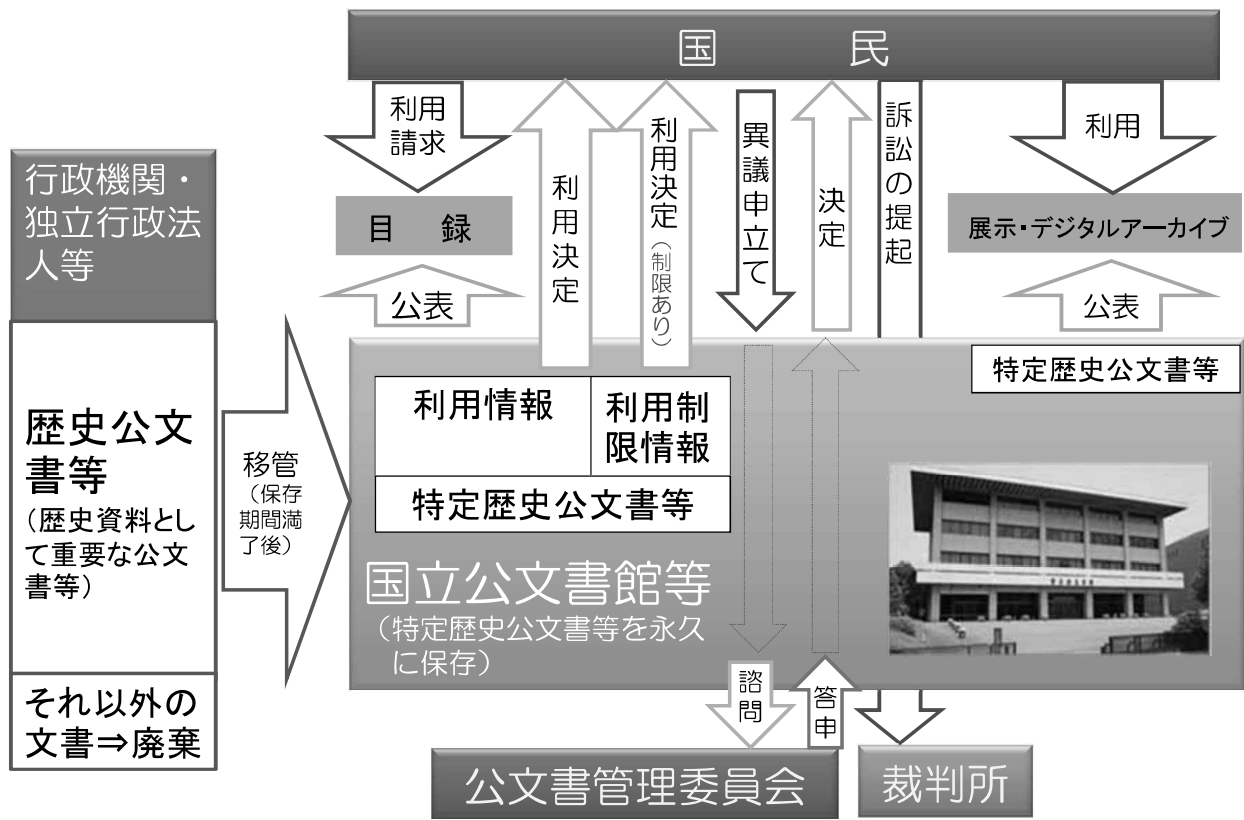 国　民
利用
請求
利用決定
利用決定
（制限あり）
異議申立て
決定
訴訟の提起
利用
行政機関・
独立行政法
人等
目　録
展示・デジタルアーカイブ
公表
公表
歴史公文
書等
（歴史資料とし
て重要な公文
書等）
それ以外の
文書⇒廃棄
移管
（保存
期間満
了後）
利用情報
利用制
限情報
特定歴史公文書等
特定歴史公文書等
国立公文書館等
（特定歴史公文書等を永久
に保存）
諮問
答申
公文書管理委員会
裁判所